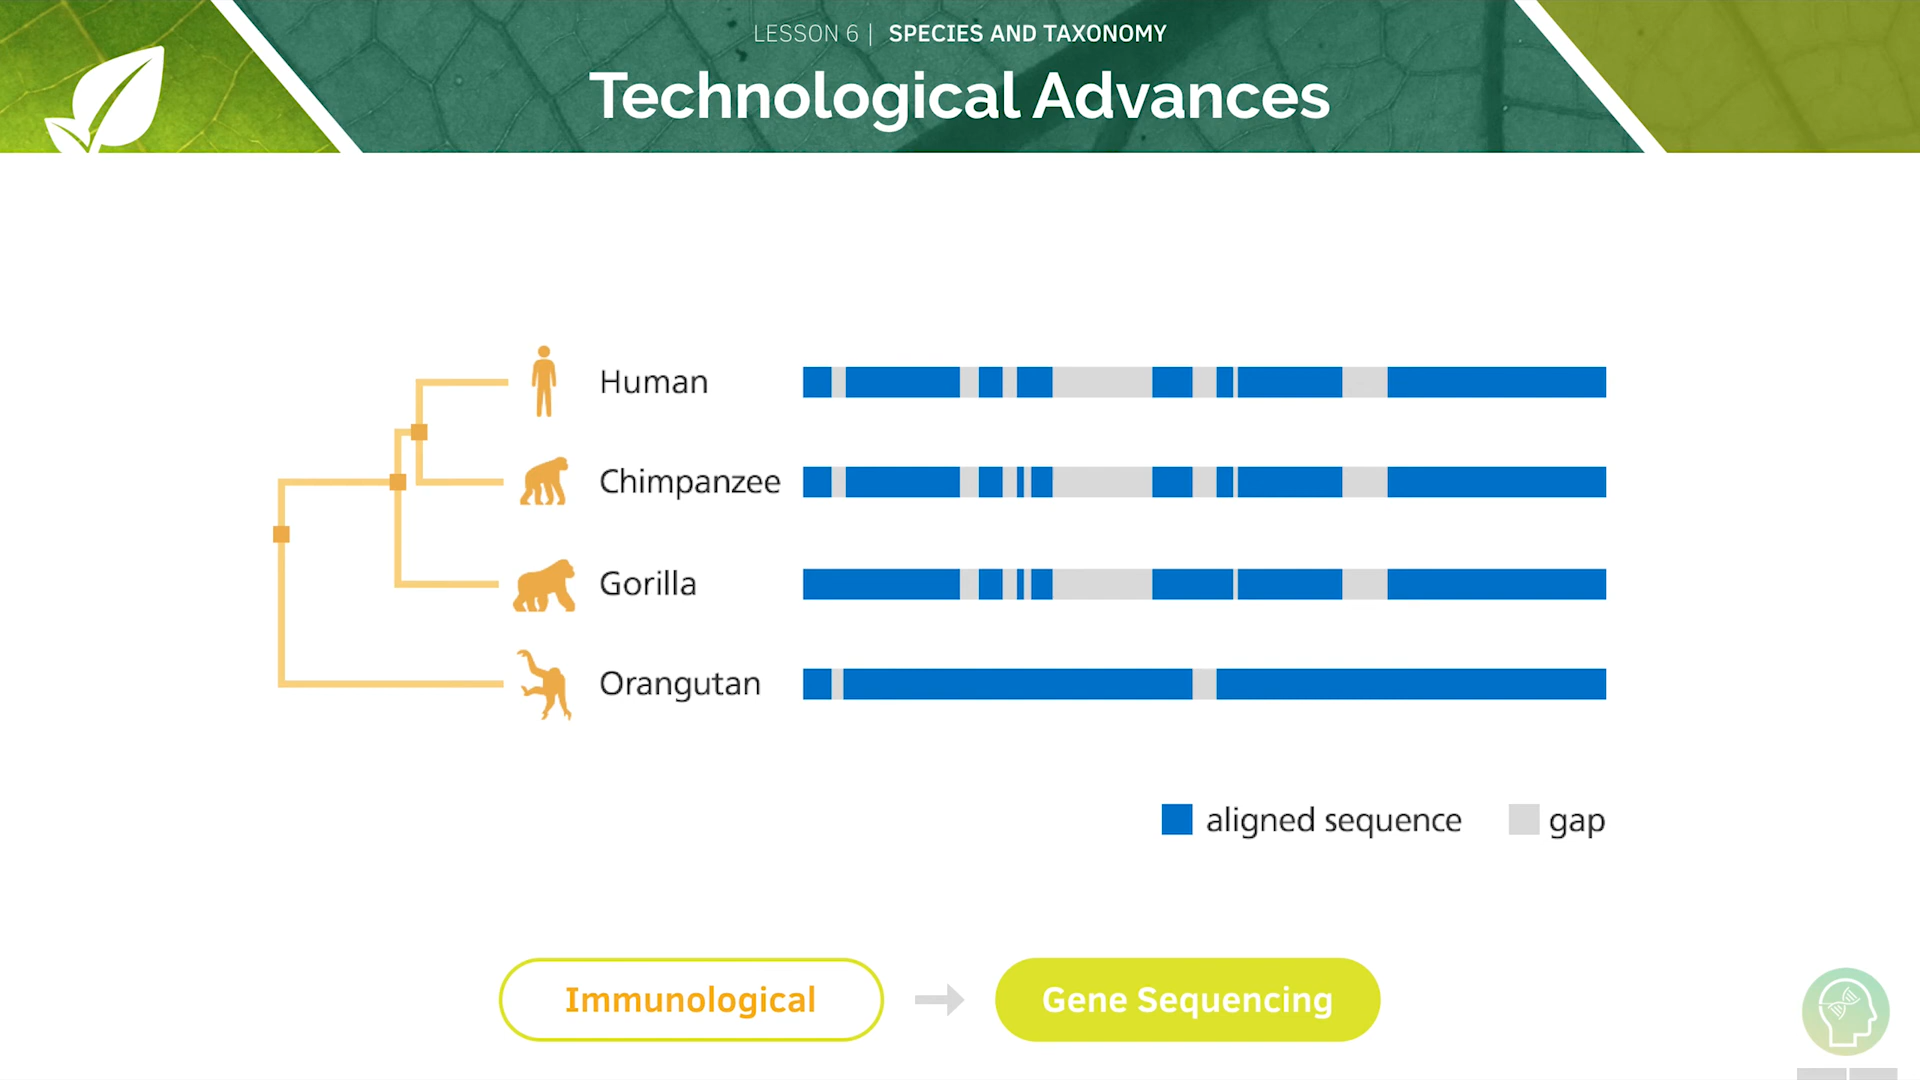 LESSON 6 | SPECIES AND TAXONOMY
Technological Advances
Human
Chimpanzee
Gorilla
Orangutan
aligned sequence
gap
Immunological
Gene Sequencing